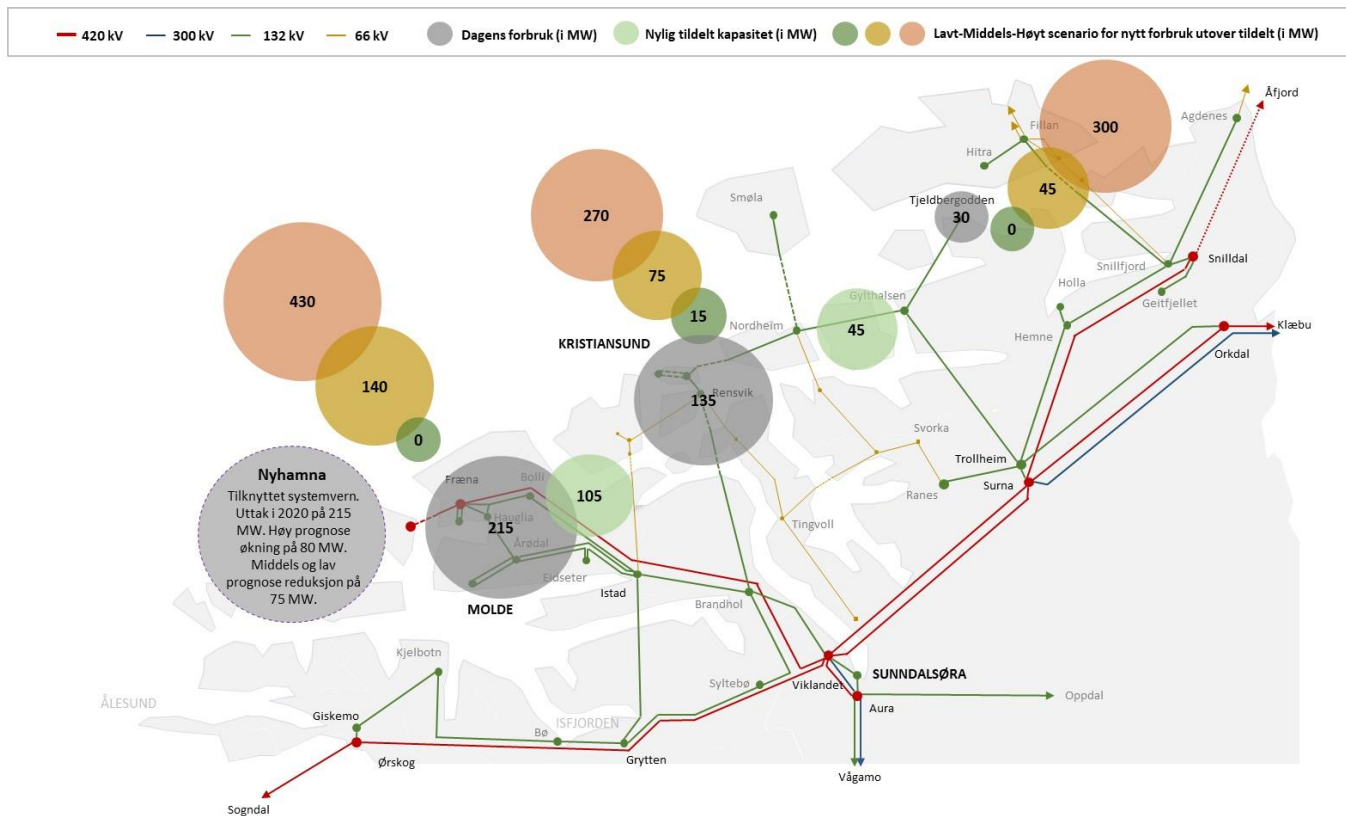 420 kV
300 kV
132 kV
66 kV
Dagens forbruk (i MW)
Nylig tildelt kapasitet (i MW)
Lavt-Middels-Høyt scenario for nytt forbruk utover tildelt (i MW)
Åfjord
Agdenes
300
Fillan
Hitra
45
Tjeldbergodden
30
0
Smøla
270
75
15
Snillfjord
Snilldal
Geitfjellet
Holla
Gylthalsen
430
Nordheim
45
Klæbu
Orkdal
Hemne
KRISTIANSUND
140
Rensvik
135
0
Svorka
Trollheim
Surna
Ranes
Nyhamna
Tilknyttet systemvern.
Uttak i 2020 på 215
MW. Høy prognose
økning på 80 MW.
Middels og lav
prognose reduksjon på
75 MW.
Fræna
Bolli
105
Hauglia
215
Årødal
Eidseter
Tingvoll
Istad
MOLDE
Brandhol
Kjelbotn
SUNNDALSØRA
Viklandet
Syltebø
Aura
Oppdal
ÅLESUND
Giskemo
ISFJORDEN
Bø
Ørskog
Grytten
Vågamo
Sogndal